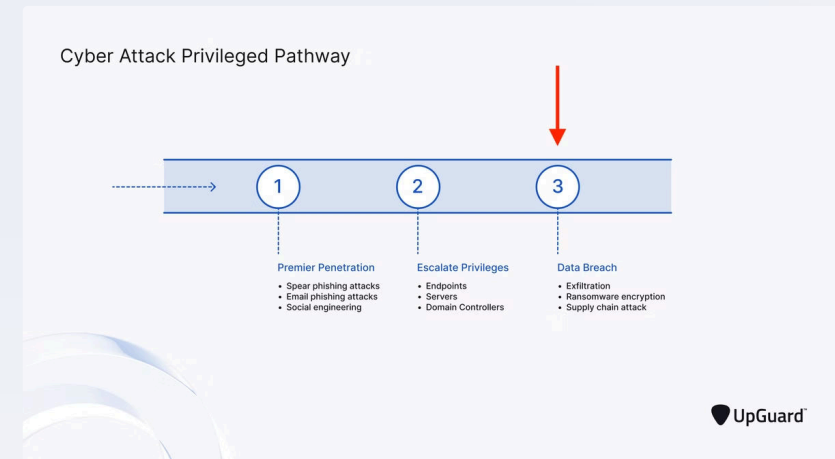 Cyber Attack Privileged Pathway
1
2
3
Premier Penetration
• Spear phishing attacks
• Email phishing attacks
• Social engineering
Escalate Privileges
• Endpoints
• Servers
• Domain Controllers
Data Breach
• Exfiltration
• Ransomware encryption
• Supply chain attack
UpGuard™